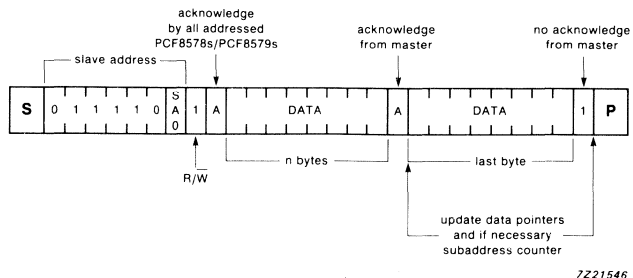 acknowledge
by all addressed
PCF8578s/PCF8579s
acknowledge
from master
no acknowledge
from master
slave address
S 0 1 1 1 1 0 S A 0 1 A DATA A DATA 1 P
n bytes
last byte
R/W̅
update data pointers
and if necessary
subaddress counter
7Z21546